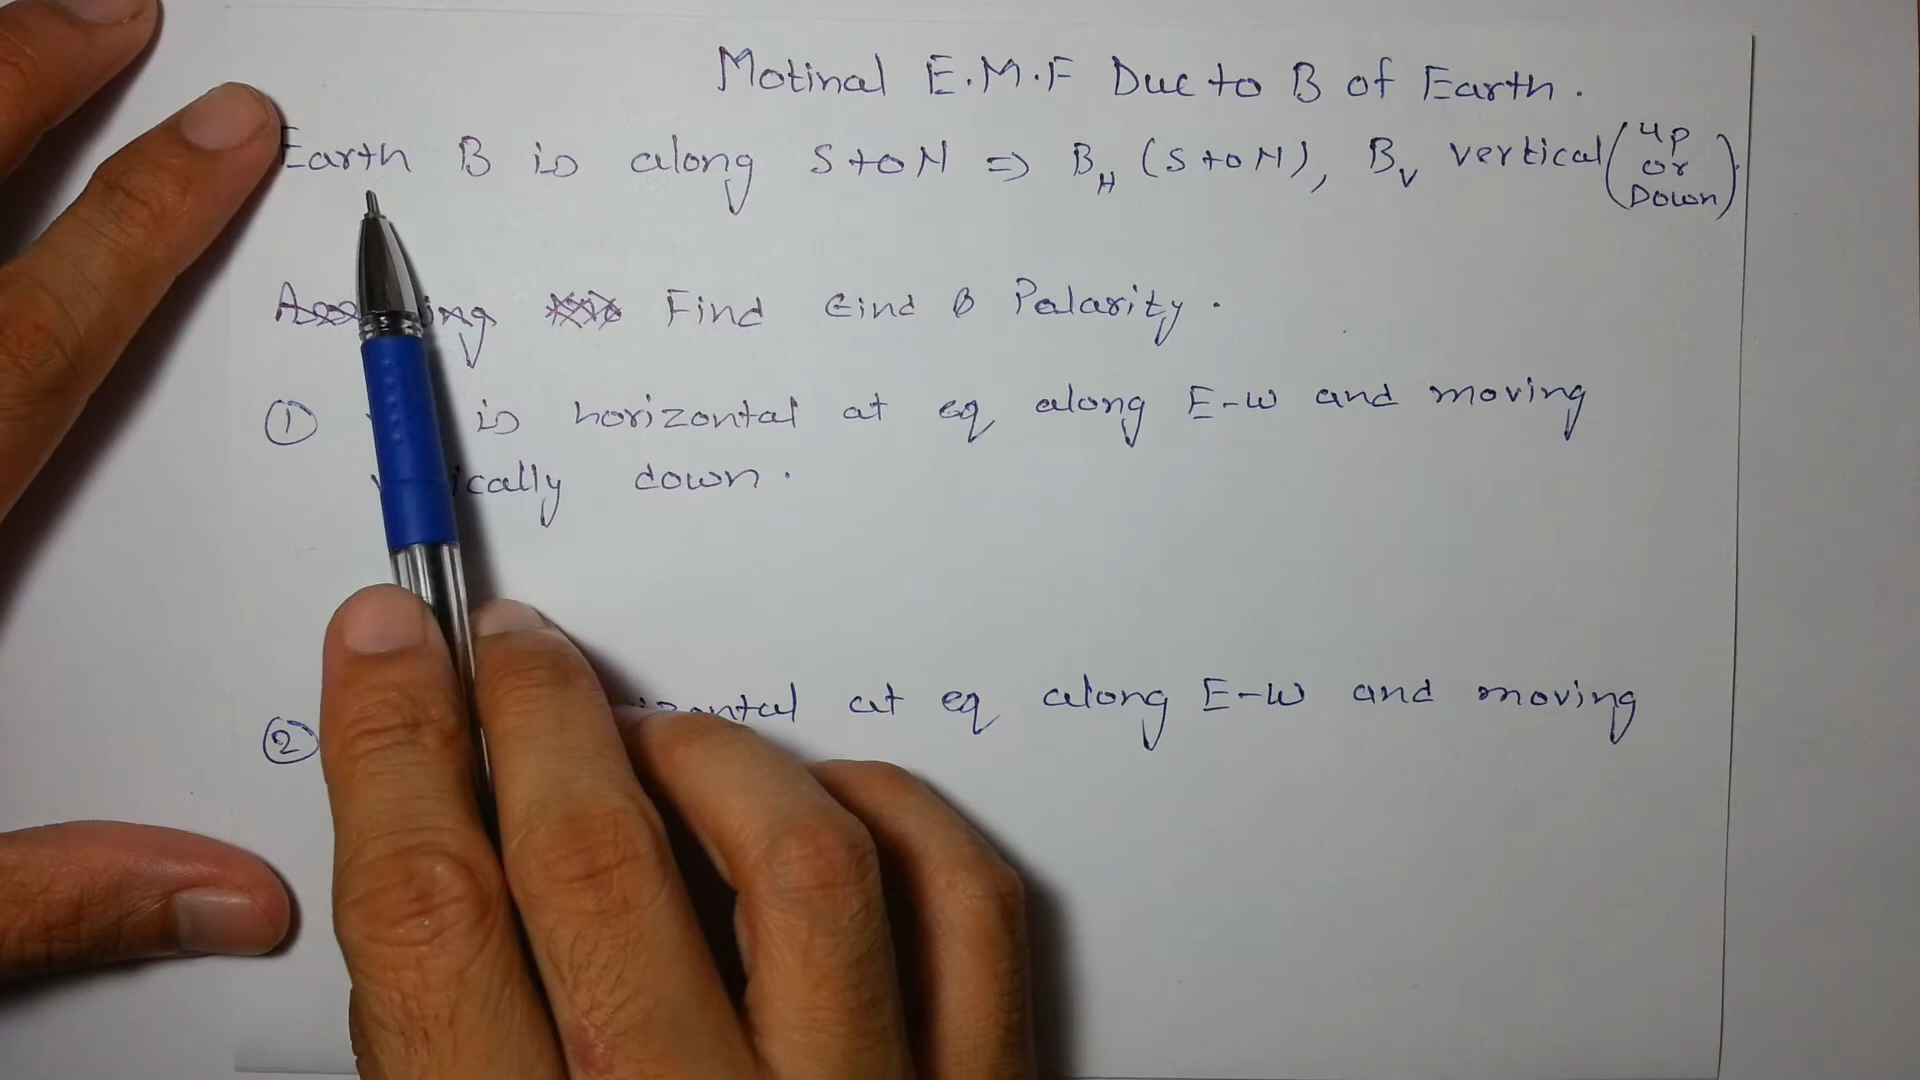 Motinal E.M.F Due to B of Earth.
Earth B is along S to N => B_H (S to N), B_V vertical (up or Down)
Find Eind & Palarity.
① is horizontal at eq along E-W and moving
down.
② at eq along E-W and moving